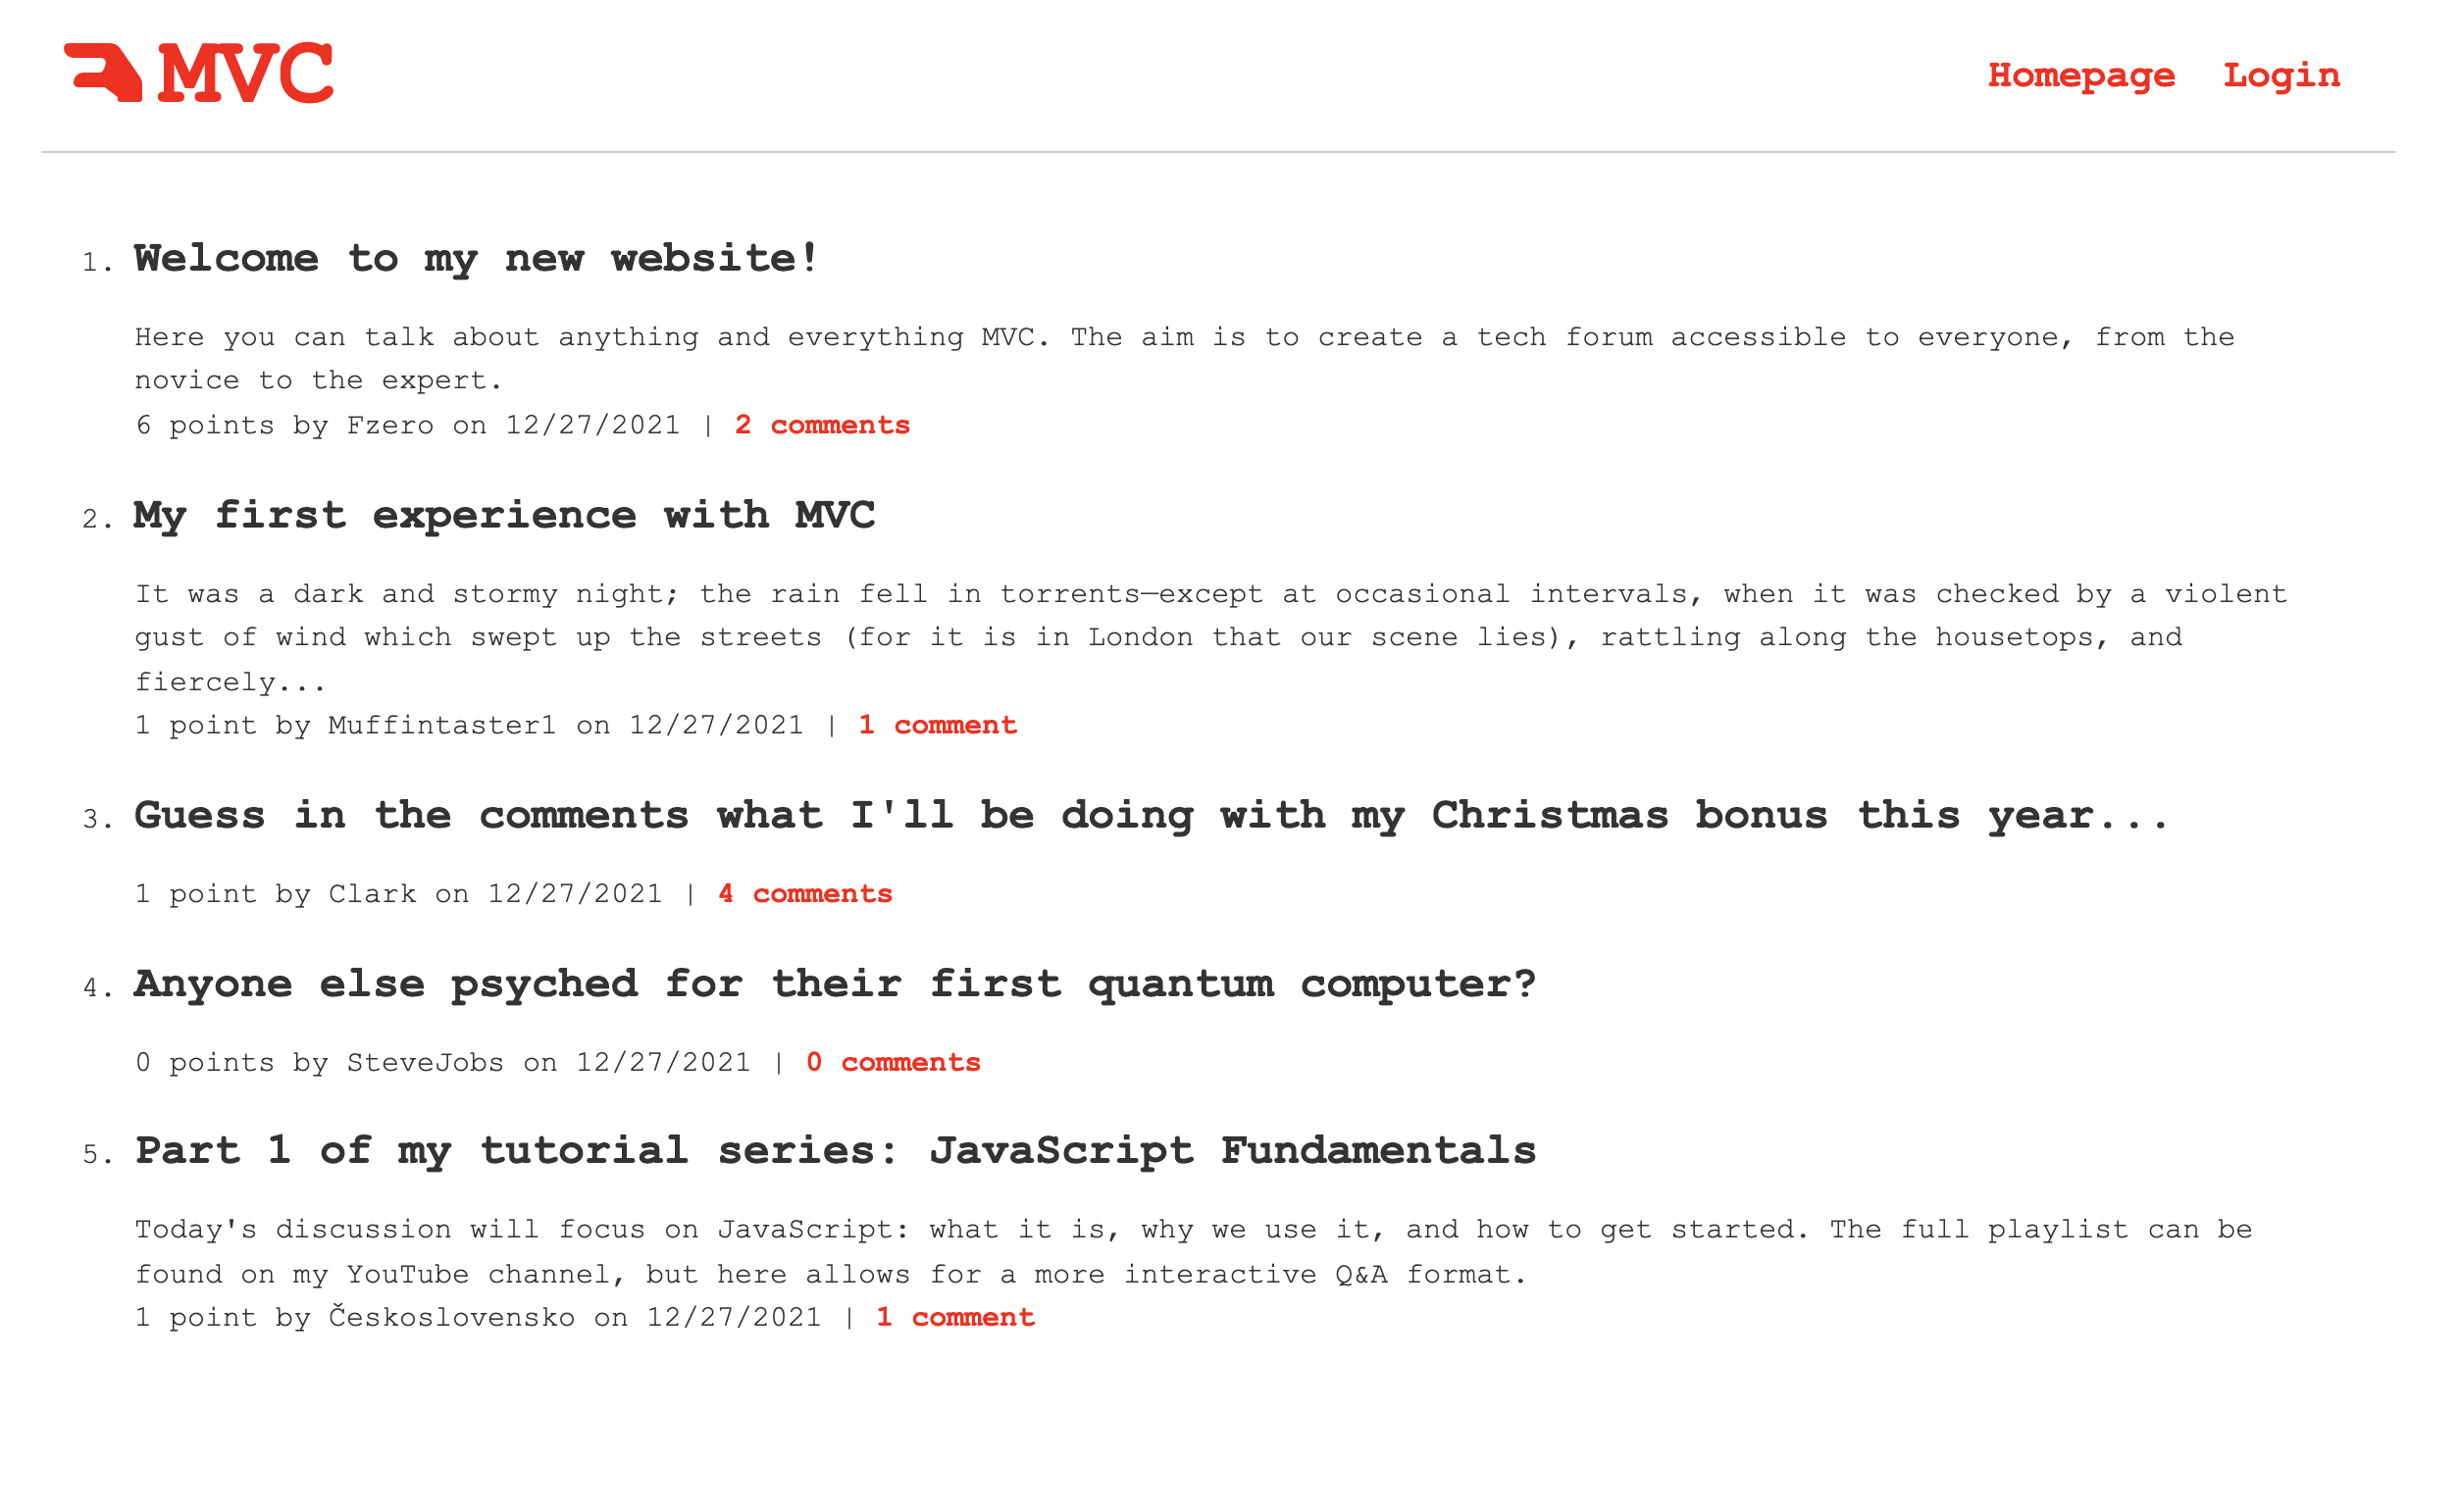 MVC
Homepage Login
1. Welcome to my new website!
Here you can talk about anything and everything MVC. The aim is to create a tech forum accessible to everyone, from the
novice to the expert.
6 points by Fzero on 12/27/2021 | 2 comments
2. My first experience with MVC
It was a dark and stormy night; the rain fell in torrents—except at occasional intervals, when it was checked by a violent
gust of wind which swept up the streets (for it is in London that our scene lies), rattling along the housetops, and
fiercely...
1 point by Muffintaster1 on 12/27/2021 | 1 comment
3. Guess in the comments what I'll be doing with my Christmas bonus this year...
1 point by Clark on 12/27/2021 | 4 comments
4. Anyone else psyched for their first quantum computer?
0 points by SteveJobs on 12/27/2021 | 0 comments
5. Part 1 of my tutorial series: JavaScript Fundamentals
Today's discussion will focus on JavaScript: what it is, why we use it, and how to get started. The full playlist can be
found on my YouTube channel, but here allows for a more interactive Q&A format.
1 point by Československo on 12/27/2021 | 1 comment